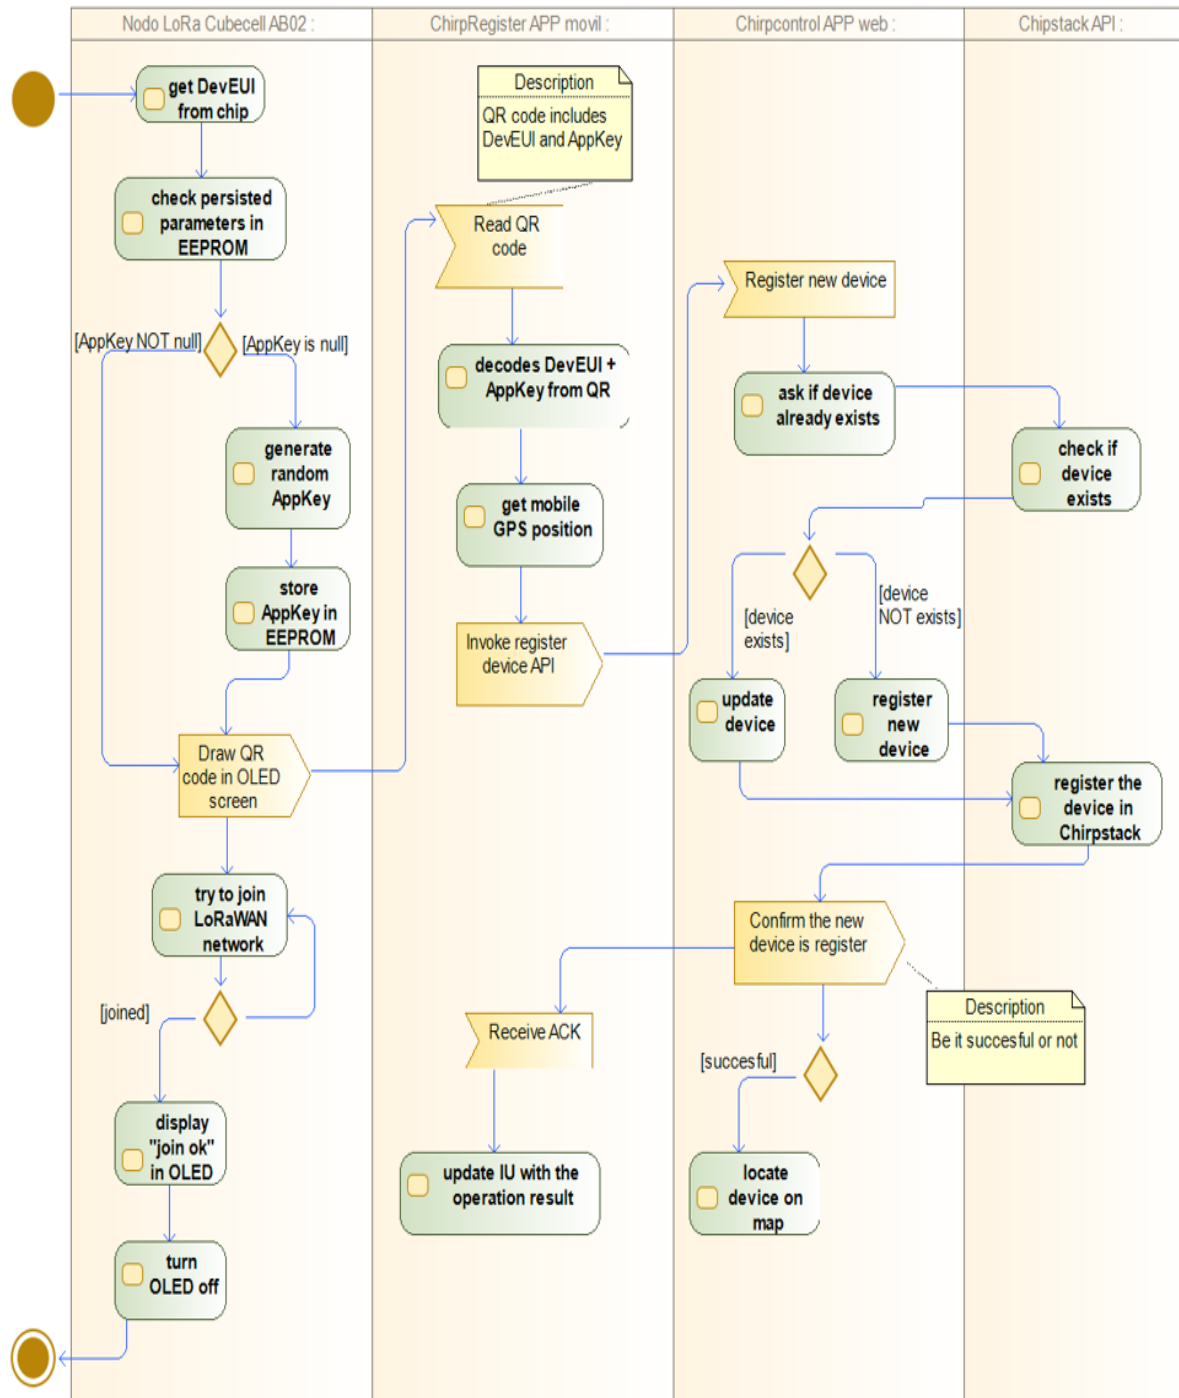 Nodo LoRa Cubecell AB02 :
ChirpRegister APP movil :
Chirpcontrol APP web :
Chipstack API :
get DevEUI
from chip
check persisted
parameters in
EEPROM
[AppKey NOT null]
[AppKey is null]
generate
random
AppKey
store
AppKey in
EEPROM
Draw QR
code in OLED
screen
try to join
LoRaWAN
network
[joined]
display
"join ok"
in OLED
turn
OLED off
Description
QR code includes
DevEUI and AppKey
Read QR
code
decodes DevEUI +
AppKey from QR
get mobile
GPS position
Invoke register
device API
Receive ACK
update IU with the
operation result
Register new device
ask if device
already exists
[device
exists]
[device
NOT exists]
update
device
register
new
device
Confirm the new
device is register
[succesful]
locate
device on
map
check if
device
exists
register the
device in
Chirpstack
Description
Be it succesful or not